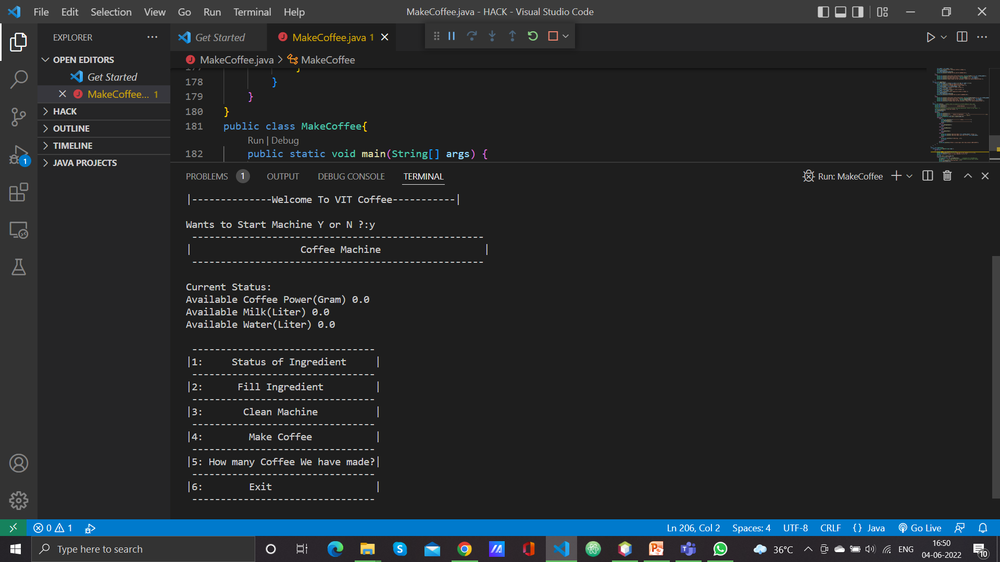 File Edit Selection View Go Run Terminal Help MakeCoffee.java - HACK - Visual Studio Code
EXPLORER
Get Started
MakeCoffee.java 1
OPEN EDITORS
Get Started
MakeCoffee... 1
HACK
OUTLINE
TIMELINE
JAVA PROJECTS
1
MakeCoffee.java > MakeCoffee
177 }
178 }
179 }
180 }
181 public class MakeCoffee{
Run | Debug
182 public static void main(String[] args) {
PROBLEMS 1 OUTPUT DEBUG CONSOLE TERMINAL Run: MakeCoffee
|--------------Welcome To VIT Coffee-----------|
Wants to Start Machine Y or N ?:y
---------------------------------------------------
| Coffee Machine |
---------------------------------------------------
Current Status:
Available Coffee Power(Gram) 0.0
Available Milk(Liter) 0.0
Available Water(Liter) 0.0
--------------------------------
|1: Status of Ingredient |
--------------------------------
|2: Fill Ingredient |
--------------------------------
|3: Clean Machine |
--------------------------------
|4: Make Coffee |
--------------------------------
|5: How many Coffee We have made?|
--------------------------------
|6: Exit |
--------------------------------
0 1 Ln 206, Col 2 Spaces: 4 UTF-8 CRLF {} Java Go Live
Type here to search 36°C ENG 16:50
04-06-2022 10